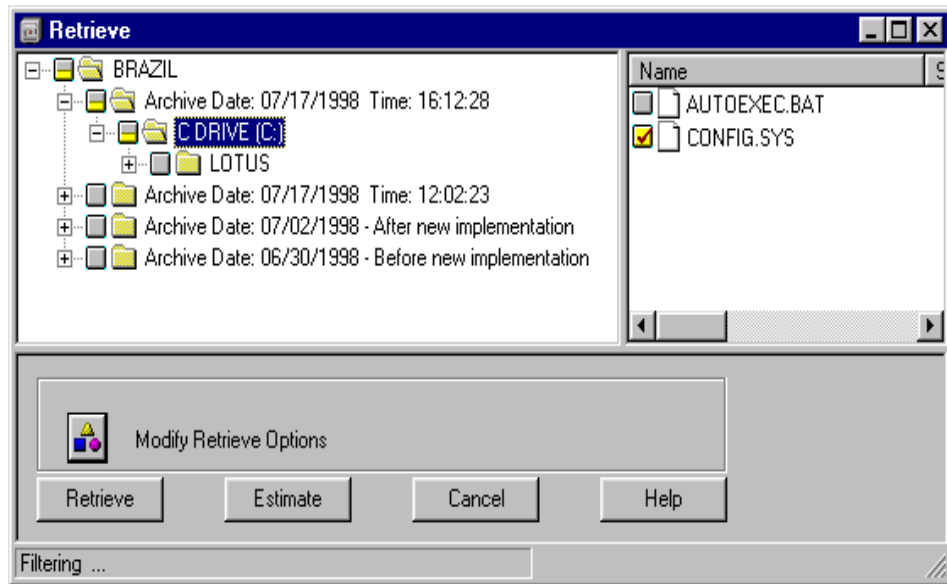 Retrieve
BRAZIL
Archive Date: 07/17/1998 Time: 16:12:28
C DRIVE (C:)
LOTUS
Archive Date: 07/17/1998 Time: 12:02:23
Archive Date: 07/02/1998 - After new implementation
Archive Date: 06/30/1998 - Before new implementation
Name
AUTOEXEC.BAT
CONFIG.SYS
Modify Retrieve Options
Retrieve Estimate Cancel Help
Filtering ...